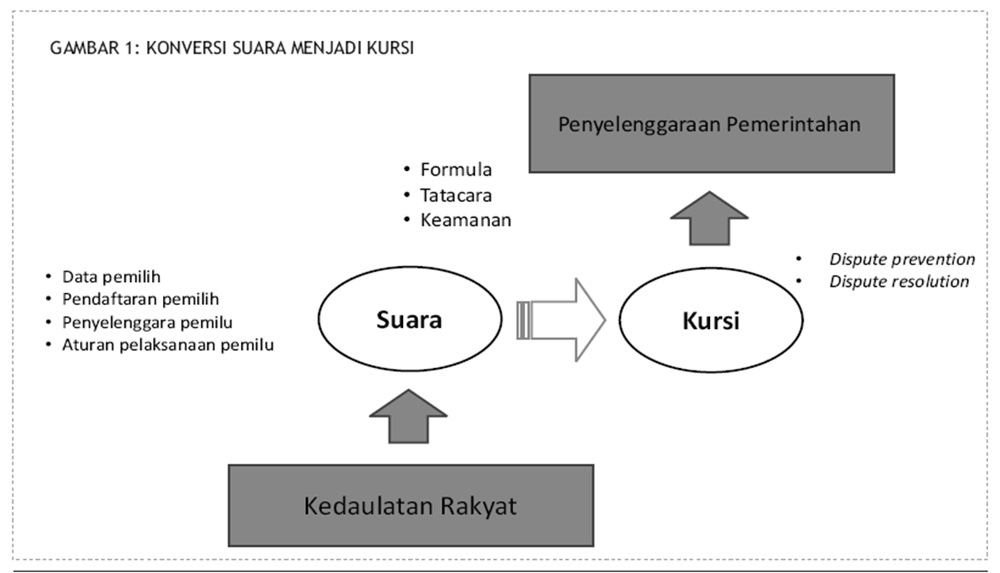 GAMBAR 1: KONVERSI SUARA MENJADI KURSI
Penyelenggaraan Pemerintahan
• Formula
• Tatacara
• Keamanan
• Dispute prevention
• Dispute resolution
• Data pemilih
• Pendaftaran pemilih
• Penyelenggara pemilu
• Aturan pelaksanaan pemilu
Suara
Kursi
Kedaulatan Rakyat